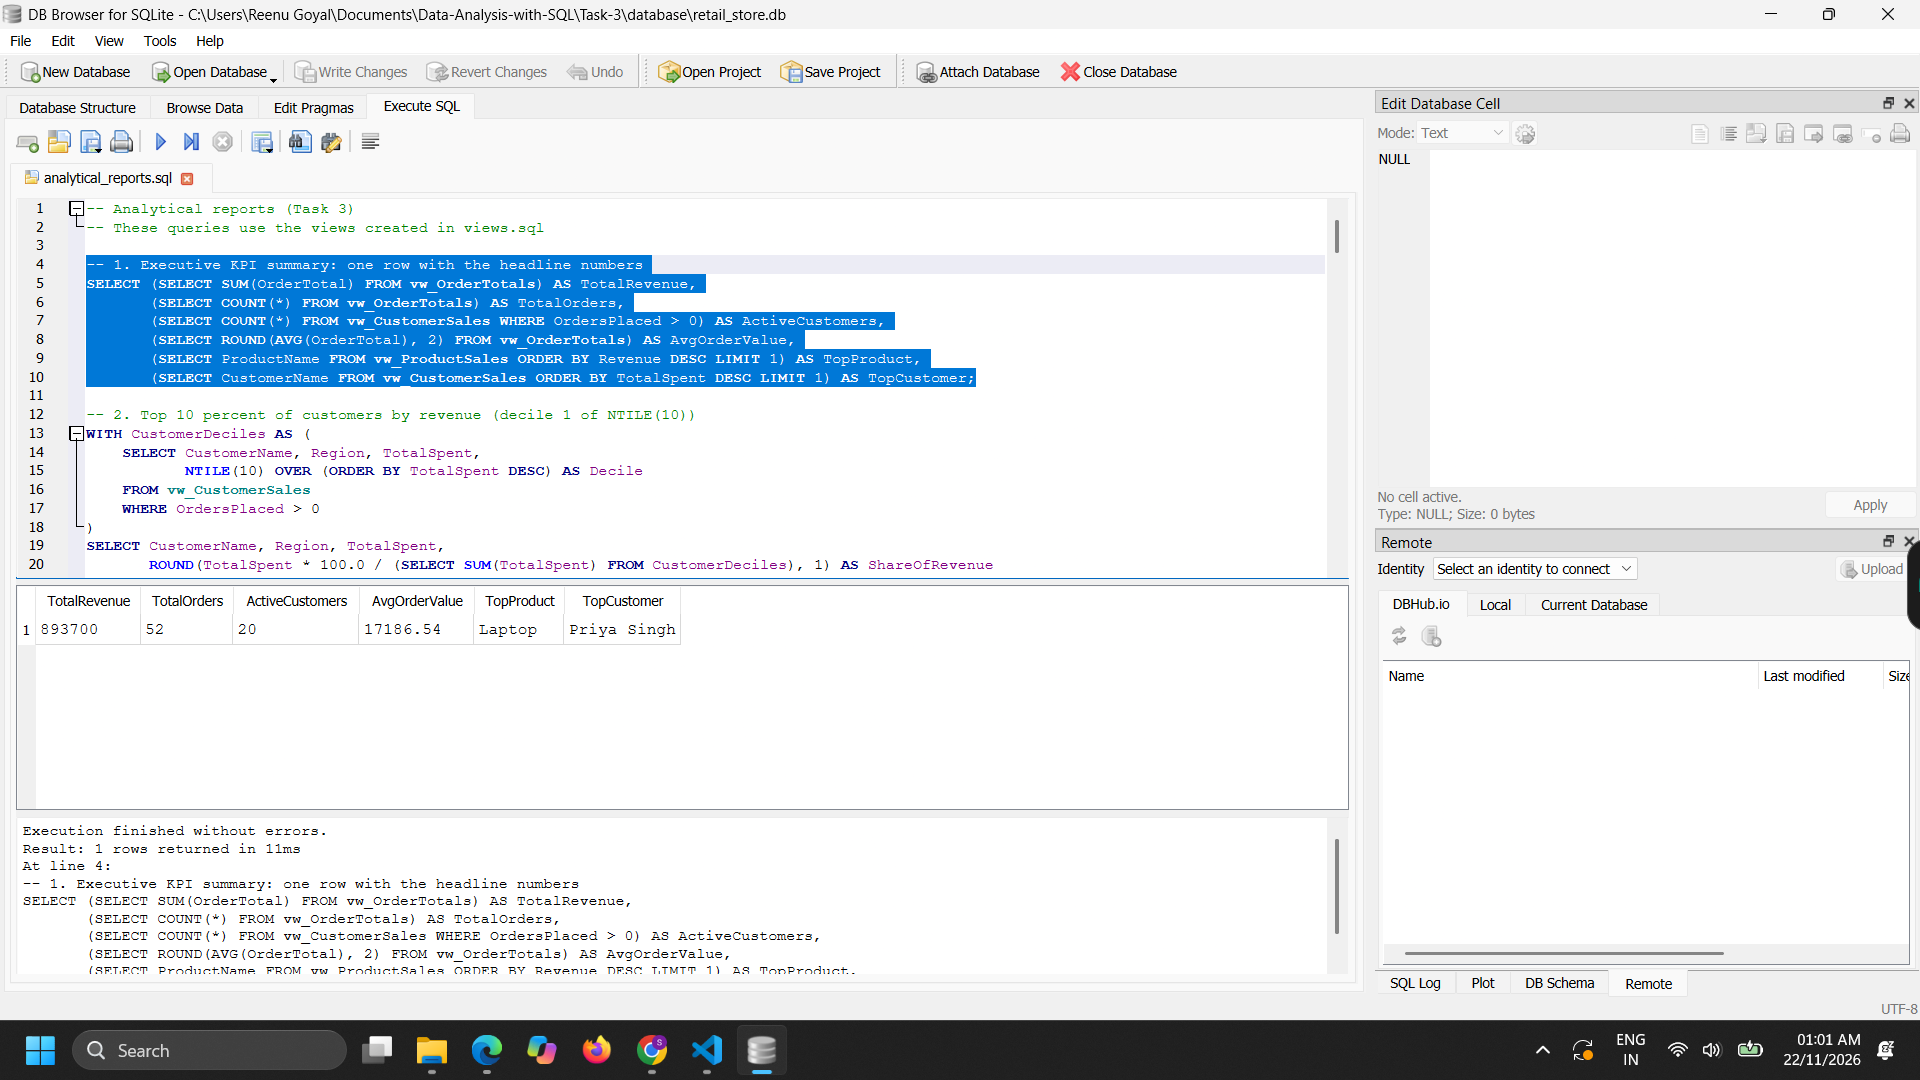 DB Browser for SQLite - C:\Users\Reenu Goyal\Documents\Data-Analysis-with-SQL\Task-3\database\retail_store.db
File Edit View Tools Help
New Database Open Database Write Changes Revert Changes Undo Open Project Save Project Attach Database Close Database
Database Structure Browse Data Edit Pragmas Execute SQL
analytical_reports.sql
1 -- Analytical reports (Task 3)
2 -- These queries use the views created in views.sql
3
4 -- 1. Executive KPI summary: one row with the headline numbers
5 SELECT (SELECT SUM(OrderTotal) FROM vw_OrderTotals) AS TotalRevenue,
6 (SELECT COUNT(*) FROM vw_OrderTotals) AS TotalOrders,
7 (SELECT COUNT(*) FROM vw_CustomerSales WHERE OrdersPlaced > 0) AS ActiveCustomers,
8 (SELECT ROUND(AVG(OrderTotal), 2) FROM vw_OrderTotals) AS AvgOrderValue,
9 (SELECT ProductName FROM vw_ProductSales ORDER BY Revenue DESC LIMIT 1) AS TopProduct,
10 (SELECT CustomerName FROM vw_CustomerSales ORDER BY TotalSpent DESC LIMIT 1) AS TopCustomer;
11
12 -- 2. Top 10 percent of customers by revenue (decile 1 of NTILE(10))
13 WITH CustomerDeciles AS (
14 SELECT CustomerName, Region, TotalSpent,
15 NTILE(10) OVER (ORDER BY TotalSpent DESC) AS Decile
16 FROM vw_CustomerSales
17 WHERE OrdersPlaced > 0
18 )
19 SELECT CustomerName, Region, TotalSpent,
20 ROUND(TotalSpent * 100.0 / (SELECT SUM(TotalSpent) FROM CustomerDeciles), 1) AS ShareOfRevenue
TotalRevenue TotalOrders ActiveCustomers AvgOrderValue TopProduct TopCustomer
1 893700 52 20 17186.54 Laptop Priya Singh
Execution finished without errors.
Result: 1 rows returned in 11ms
At line 4:
-- 1. Executive KPI summary: one row with the headline numbers
SELECT (SELECT SUM(OrderTotal) FROM vw_OrderTotals) AS TotalRevenue,
(SELECT COUNT(*) FROM vw_OrderTotals) AS TotalOrders,
(SELECT COUNT(*) FROM vw_CustomerSales WHERE OrdersPlaced > 0) AS ActiveCustomers,
(SELECT ROUND(AVG(OrderTotal), 2) FROM vw_OrderTotals) AS AvgOrderValue,
(SELECT ProductName FROM vw_ProductSales ORDER BY Revenue DESC LIMIT 1) AS TopProduct,
Edit Database Cell
Mode: Text
NULL
No cell active.
Type: NULL; Size: 0 bytes
Apply
Remote
Identity Select an identity to connect Upload
DBHub.io Local Current Database
Name Last modified Size
SQL Log Plot DB Schema Remote
UTF-8
Search
ENG
IN
01:01 AM
22/11/2026